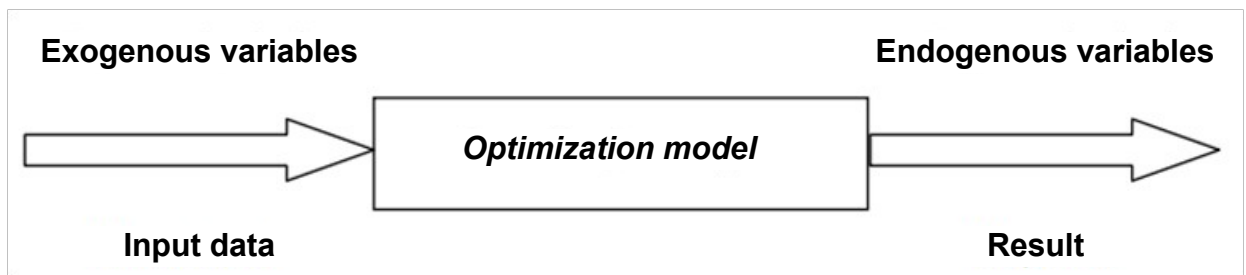 Exogenous variables
Endogenous variables
Optimization model
Input data
Result